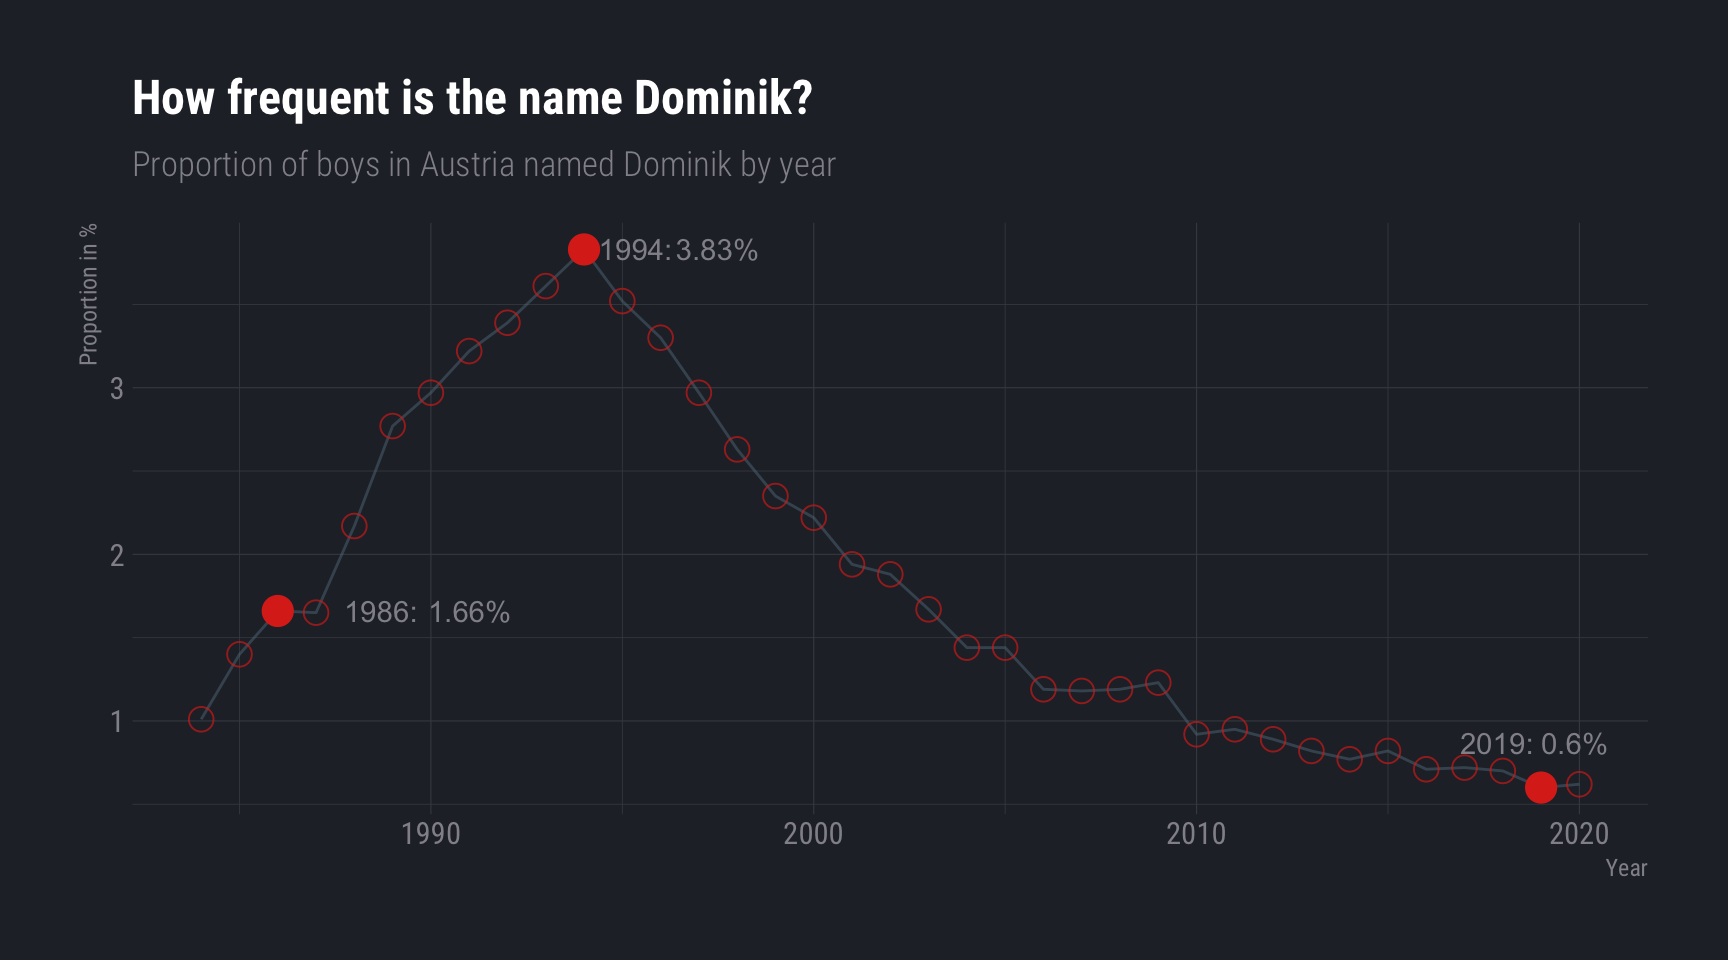 How frequent is the name Dominik?
Proportion of boys in Austria named Dominik by year
Proportion in %
1994: 3.83%
3
2
1986: 1.66%
1
2019: 0.6%
1990 2000 2010 2020
Year